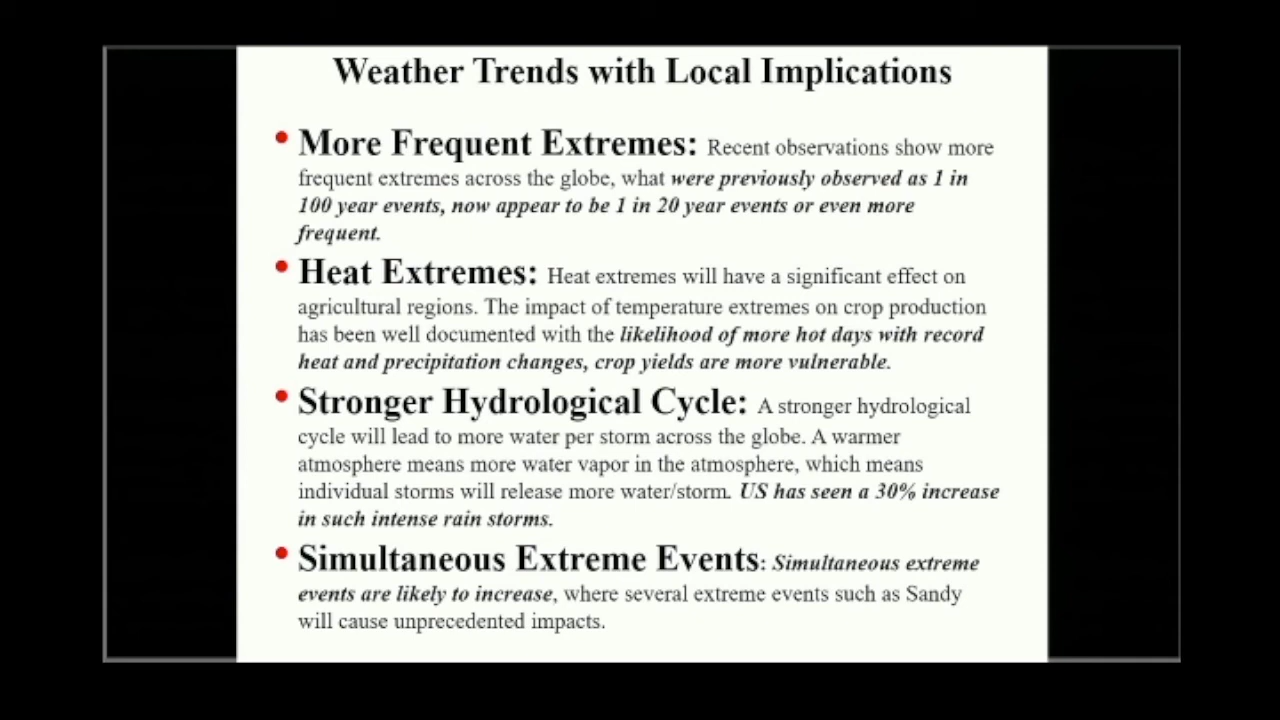 Weather Trends with Local Implications
• More Frequent Extremes: Recent observations show more
frequent extremes across the globe, what were previously observed as 1 in
100 year events, now appear to be 1 in 20 year events or even more
frequent.
• Heat Extremes: Heat extremes will have a significant effect on
agricultural regions. The impact of temperature extremes on crop production
has been well documented with the likelihood of more hot days with record
heat and precipitation changes, crop yields are more vulnerable.
• Stronger Hydrological Cycle: A stronger hydrological
cycle will lead to more water per storm across the globe. A warmer
atmosphere means more water vapor in the atmosphere, which means
individual storms will release more water/storm. US has seen a 30% increase
in such intense rain storms.
• Simultaneous Extreme Events: Simultaneous extreme
events are likely to increase, where several extreme events such as Sandy
will cause unprecedented impacts.